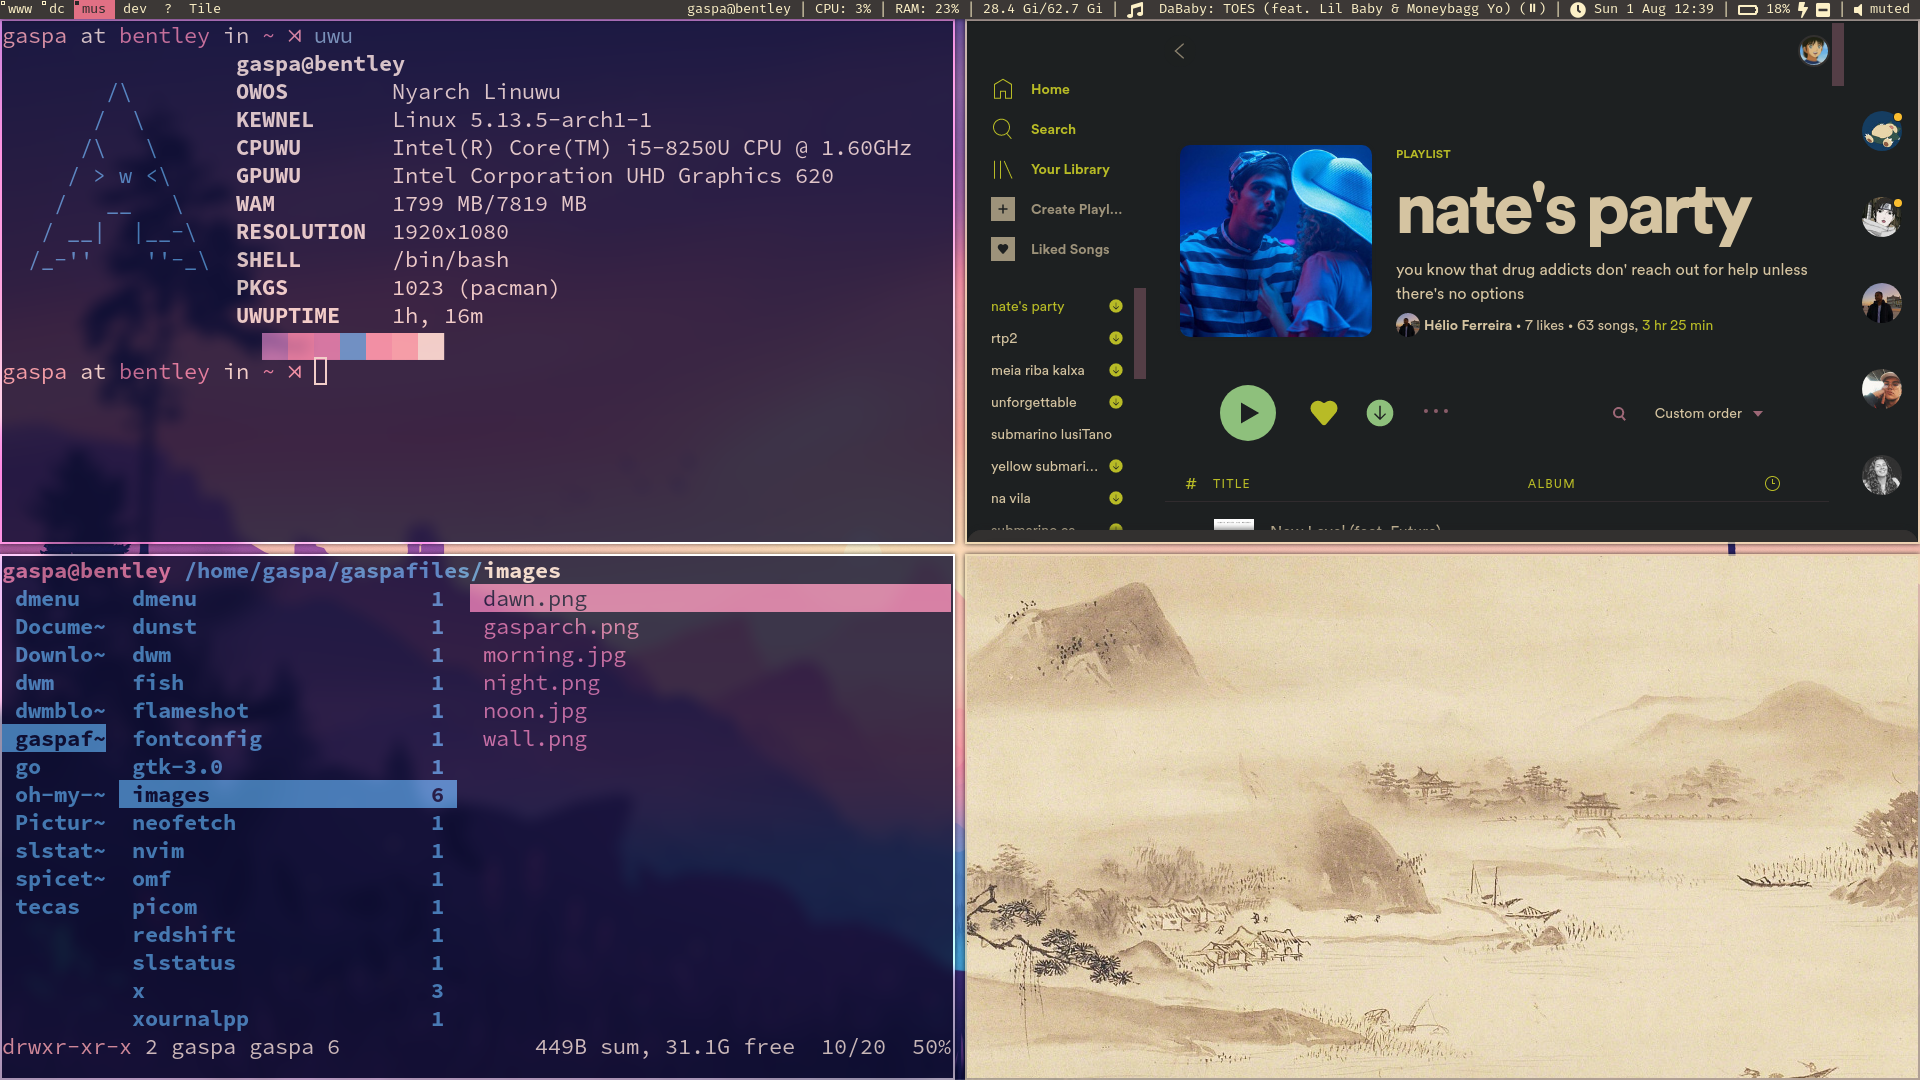 www dc mus dev ? Tile gaspa@bentley | CPU: 3% | RAM: 23% | 28.4 Gi/62.7 Gi | DaBaby: TOES (feat. Lil Baby & Moneybagg Yo) (⏸) | Sun 1 Aug 12:39 | 18% | muted
gaspa at bentley in ~ ⋊ uwu
gaspa@bentley
OWOS Nyarch Linuwu
KEWNEL Linux 5.13.5-arch1-1
CPUWU Intel(R) Core(TM) i5-8250U CPU @ 1.60GHz
GPUWU Intel Corporation UHD Graphics 620
WAM 1799 MB/7819 MB
RESOLUTION 1920x1080
SHELL /bin/bash
PKGS 1023 (pacman)
UWUPTIME 1h, 16m
/\
/  \
/\   \
/ > w <\
/   __   \
/ __|  |__-\
/_-''    ''-_\
gaspa at bentley in ~ ⋊
Home
Search
Your Library
Create Playl...
Liked Songs
nate's party
rtp2
meia riba kalxa
unforgettable
submarino lusiTano
yellow submari...
na vila
PLAYLIST
nate's party
you know that drug addicts don' reach out for help unless
there's no options
Hélio Ferreira • 7 likes • 63 songs, 3 hr 25 min
Custom order
# TITLE ALBUM
gaspa@bentley /home/gaspa/gaspafiles/images
dmenu dmenu 1 dawn.png
Docume~ dunst 1 gasparch.png
Downlo~ dwm 1 morning.jpg
dwm fish 1 night.png
dwmblo~ flameshot 1 noon.jpg
gaspaf~ fontconfig 1 wall.png
go gtk-3.0 1
oh-my-~ images 6
Pictur~ neofetch 1
slstat~ nvim 1
spicet~ omf 1
tecas picom 1
redshift 1
slstatus 1
x 3
xournalpp 1
drwxr-xr-x 2 gaspa gaspa 6 449B sum, 31.1G free 10/20 50%